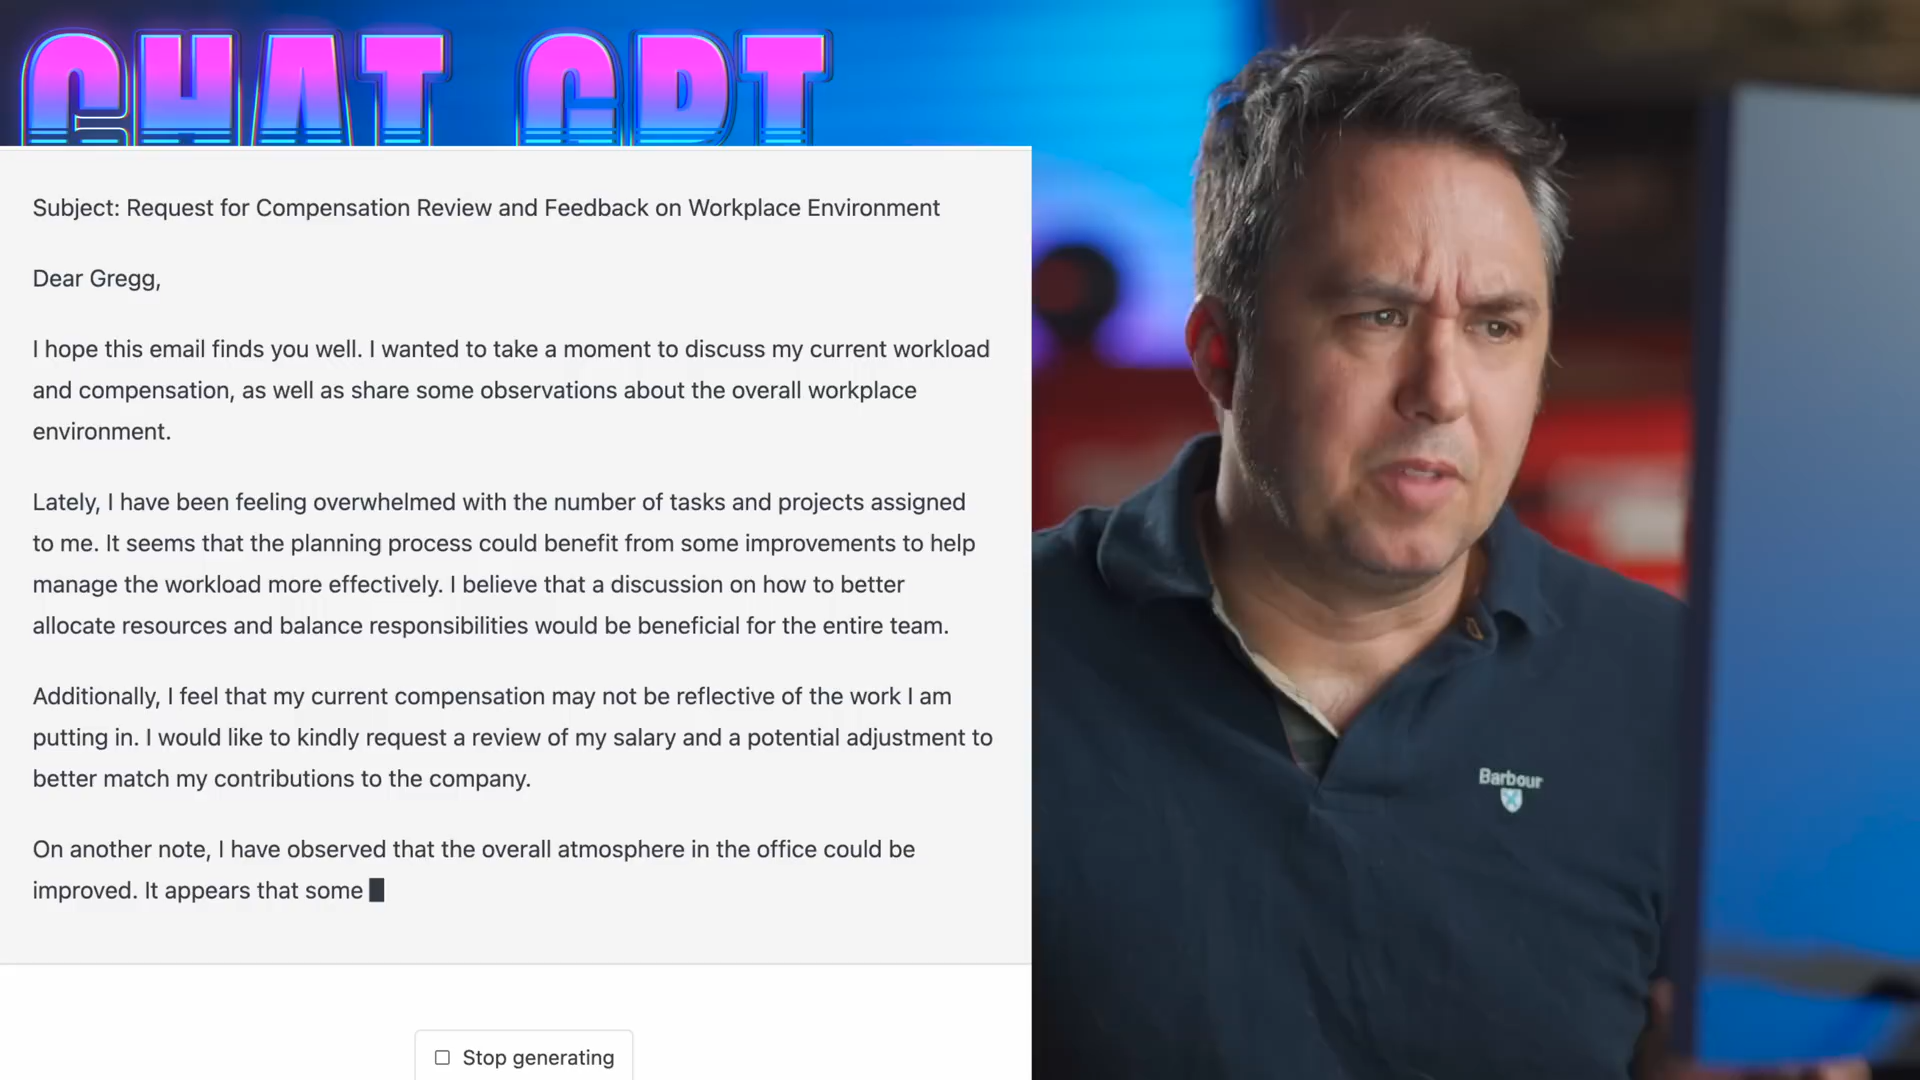 CHAT GPT
Subject: Request for Compensation Review and Feedback on Workplace Environment
Dear Gregg,
I hope this email finds you well. I wanted to take a moment to discuss my current workload
and compensation, as well as share some observations about the overall workplace
environment.
Lately, I have been feeling overwhelmed with the number of tasks and projects assigned
to me. It seems that the planning process could benefit from some improvements to help
manage the workload more effectively. I believe that a discussion on how to better
allocate resources and balance responsibilities would be beneficial for the entire team.
Additionally, I feel that my current compensation may not be reflective of the work I am
putting in. I would like to kindly request a review of my salary and a potential adjustment to
better match my contributions to the company.
On another note, I have observed that the overall atmosphere in the office could be
improved. It appears that some
Stop generating
Barbour